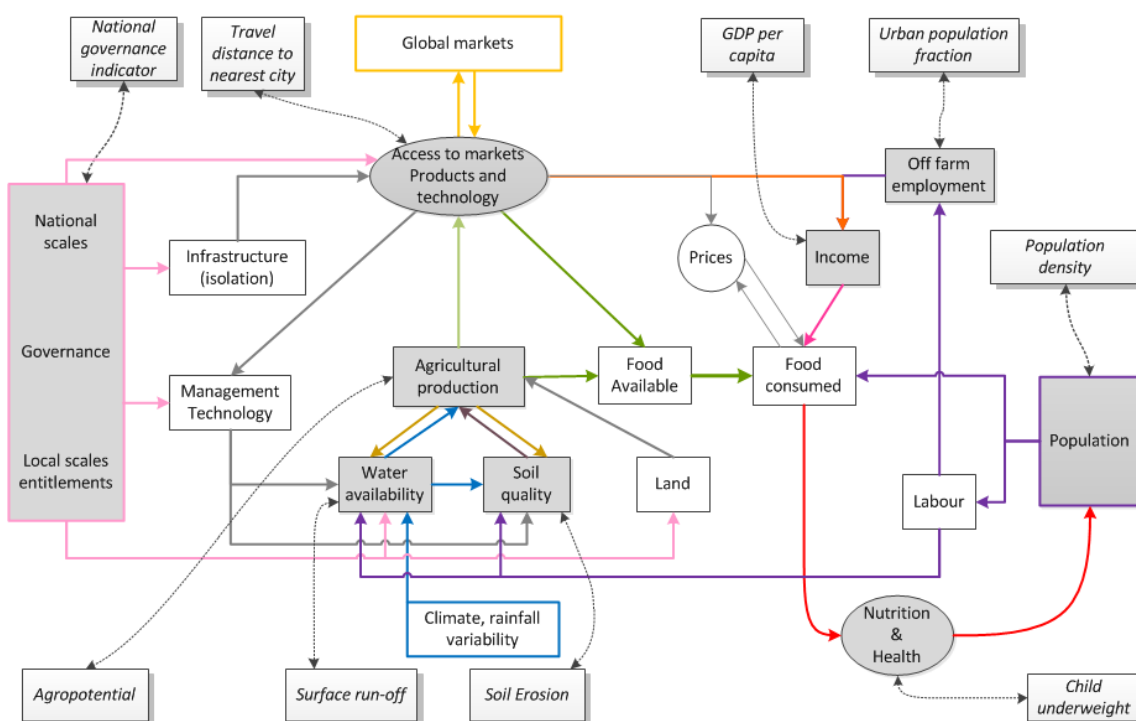 National
governance
indicator
Travel
distance to
nearest city
Global markets
GDP per
capita
Urban population
fraction
Access to markets
Products and
technology
Off farm
employment
National
scales
Infrastructure
(isolation)
Prices
Income
Population
density
Governance
Management
Technology
Agricultural
production
Food
Available
Food
consumed
Population
Local scales
entitlements
Water
availability
Soil
quality
Land
Labour
Climate, rainfall
variability
Nutrition
&
Health
Agropotential
Surface run-off
Soil Erosion
Child
underweight